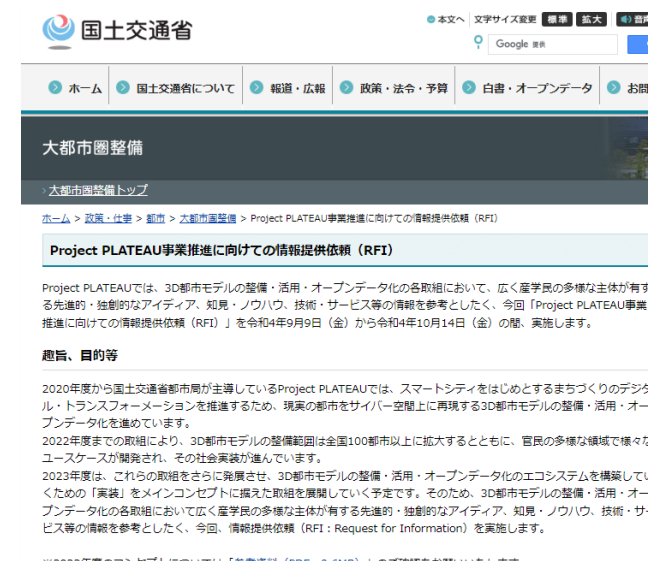 国土交通省
本文へ 文字サイズ変更 標準 拡大
Google 提供
ホーム 国土交通省について 報道・広報 政策・法令・予算 白書・オープンデータ
大都市圏整備
大都市圏整備トップ
ホーム > 政策・仕事 > 都市 > 大都市圏整備 > Project PLATEAU事業推進に向けての情報提供依頼（RFI）
Project PLATEAU事業推進に向けての情報提供依頼（RFI）
Project PLATEAUでは、3D都市モデルの整備・活用・オープンデータ化の各取組において、広く産学民の多様な主体が有す
る先進的・独創的なアイディア、知見・ノウハウ、技術・サービス等の情報を参考としたく、今回「Project PLATEAU事業
推進に向けての情報提供依頼（RFI）」を令和4年9月9日（金）から令和4年10月14日（金）の間、実施します。
趣旨、目的等
2020年度から国土交通省都市局が主導しているProject PLATEAUでは、スマートシティをはじめとするまちづくりのデジタ
ル・トランスフォーメーションを推進するため、現実の都市をサイバー空間上に再現する3D都市モデルの整備・活用・オー
プンデータ化を進めています。
2022年度までの取組により、3D都市モデルの整備範囲は全国100都市以上に拡大するとともに、官民の多様な領域で様々な
ユースケースが開発され、その社会実装が進んでいます。
2023年度は、これらの取組をさらに発展させ、3D都市モデルの整備・活用・オープンデータ化のエコシステムを構築してい
くための「実装」をメインコンセプトに据えた取組を展開していく予定です。そのため、3D都市モデルの整備・活用・オー
プンデータ化の各取組において広く産学民の多様な主体が有する先進的・独創的なアイディア、知見・ノウハウ、技術・サー
ビス等の情報を参考としたく、今回、情報提供依頼（RFI：Request for Information）を実施します。